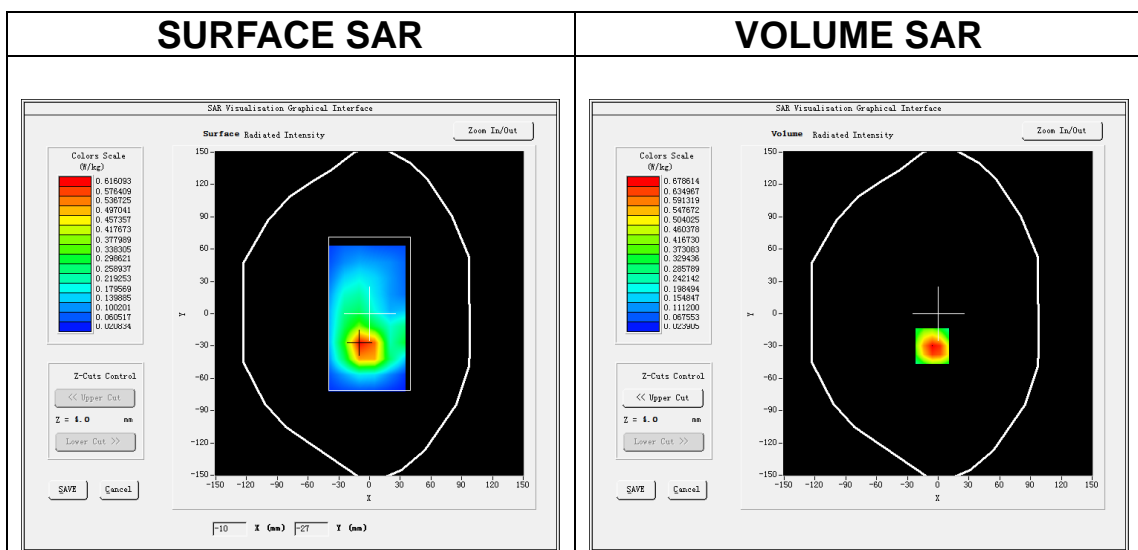 SURFACE SAR
VOLUME SAR
SAR Visualisation Graphical Interface
Surface Radiated Intensity
Zoom In/Out
Colors Scale
(W/kg)
0.616093
0.576409
0.536725
0.497041
0.457357
0.417673
0.377989
0.338305
0.298621
0.258937
0.219253
0.179569
0.139885
0.100201
0.060517
0.020834
150
120
90
60
30
0
-30
-60
-90
-120
-150
Y
-150 -120 -90 -60 -30 0 30 60 90 120 150
X
Z-Cuts Control
<< Upper Cut
Z = 4.0 mm
Lower Cut >>
SAVE Cancel
-10 X (mm) -27 Y (mm)
SAR Visualisation Graphical Interface
Volume Radiated Intensity
Zoom In/Out
Colors Scale
(W/kg)
0.678614
0.634967
0.591319
0.547672
0.504025
0.460378
0.416730
0.373083
0.329436
0.285789
0.242142
0.198494
0.154847
0.111200
0.067553
0.023905
150
120
90
60
30
0
-30
-60
-90
-120
-150
Y
-150 -120 -90 -60 -30 0 30 60 90 120 150
X
Z-Cuts Control
<< Upper Cut
Z = 4.0 mm
Lower Cut >>
SAVE Cancel